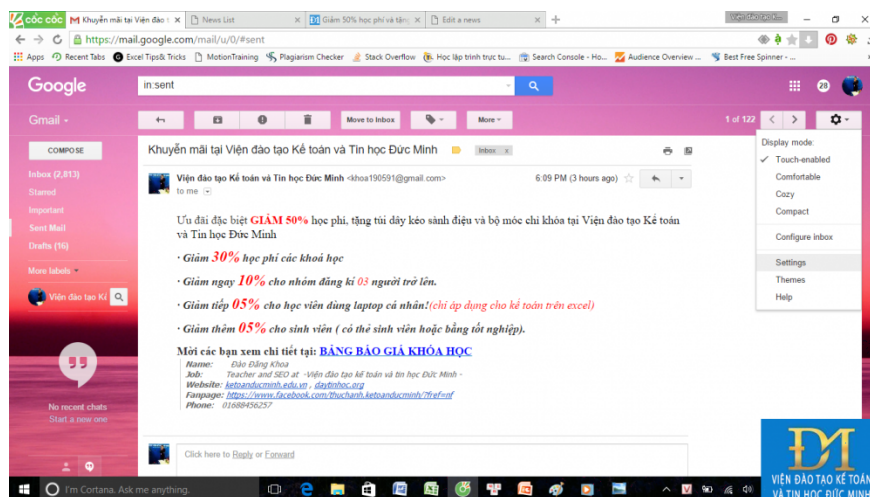 cốc cốc
Khuyến mãi tại Viện đào t
News List
Giảm 50% học phí và tặng
Edit a news
https://mail.google.com/mail/u/0/#sent
Apps
Recent Tabs
Excel Tips& Tricks
MotionTraining
Plagiarism Checker
Stack Overflow
Học lập trình trực tu...
Search Console - Ho...
Audience Overview ...
Best Free Spinner - ...
Google
in:sent
28
Gmail
Move to Inbox
More
1 of 122
COMPOSE
Inbox (2,813)
Starred
Important
Sent Mail
Drafts (16)
More labels
Viện đào tạo Kế
No recent chats
Start a new one
Khuyến mãi tại Viện đào tạo Kế toán và Tin học Đức Minh
Inbox x
Viện đào tạo Kế toán và Tin học Đức Minh <khoa190591@gmail.com>
6:09 PM (3 hours ago)
to me
Ưu đãi đặc biệt GIẢM 50% học phí, tặng túi dây kéo sành điệu và bộ móc chì khóa tại Viện đào tạo Kế toán
và Tin học Đức Minh
· Giảm 30% học phí các khoá học
· Giảm ngay 10% cho nhóm đăng kí 03 người trở lên.
· Giảm tiếp 05% cho học viên dùng laptop cá nhân!(chỉ áp dụng cho kế toán trên excel)
· Giảm thêm 05% cho sinh viên ( có thẻ sinh viên hoặc bằng tốt nghiệp).
Mời các bạn xem chi tiết tại: BẢNG BÁO GIÁ KHÓA HỌC
Name: Đào Đăng Khoa
Job: Teacher and SEO at -Viện đào tạo kế toán và tin học Đức Minh -
Website: ketoanducminh.edu.vn , daytinhoc.org
Fanpage: https://www.facebook.com/thuchanh.ketoanducminh/?fref=nf
Phone: 01688456257
Click here to Reply or Forward
Display mode:
Touch-enabled
Comfortable
Cozy
Compact
Configure inbox
Settings
Themes
Help
I'm Cortana. Ask me anything.
VIỆN ĐÀO TẠO KẾ TOÁN
VÀ TIN HỌC ĐỨC MINH